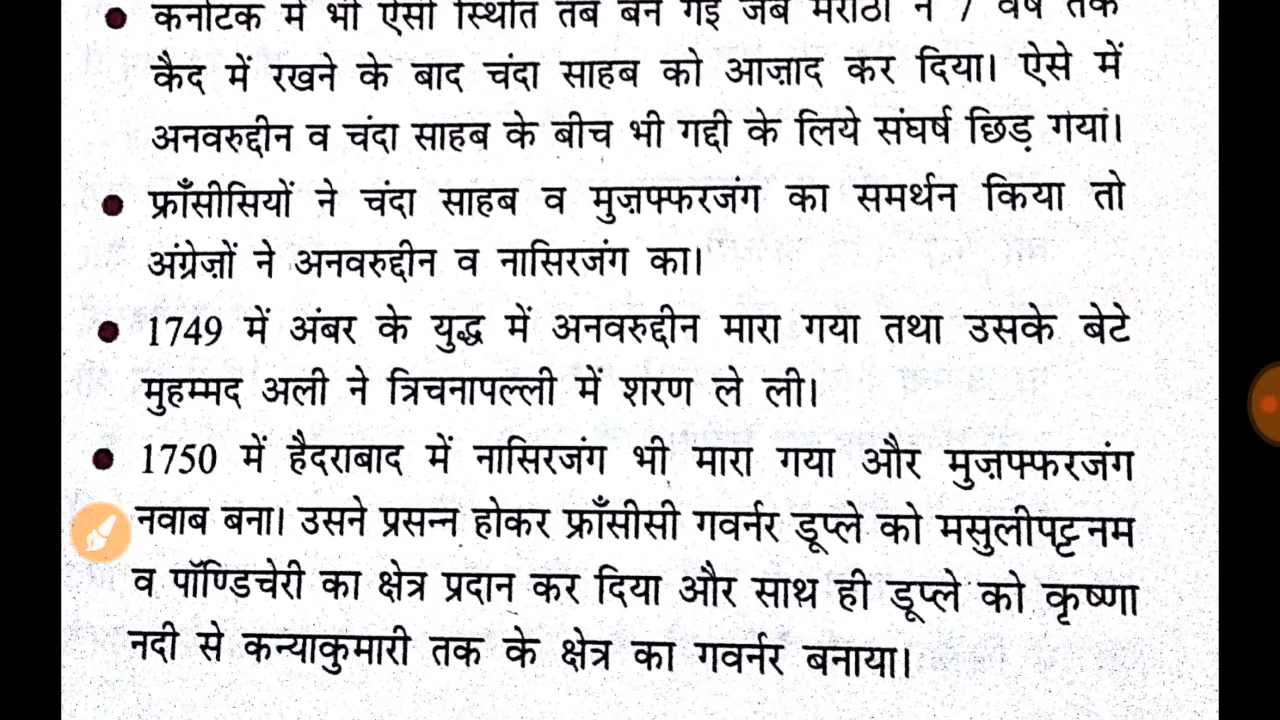 कर्नाटक में भी ऐसी स्थिति तब बन गई जब मराठों ने 7 वर्ष तक
कैद में रखने के बाद चंदा साहब को आज़ाद कर दिया। ऐसे में
अनवरुद्दीन व चंदा साहब के बीच भी गद्दी के लिये संघर्ष छिड़ गया।
फ्राँसीसियों ने चंदा साहब व मुज़फ्फरजंग का समर्थन किया तो
अंग्रेज़ों ने अनवरुद्दीन व नासिरजंग का।
1749 में अंबर के युद्ध में अनवरुद्दीन मारा गया तथा उसके बेटे
मुहम्मद अली ने त्रिचनापल्ली में शरण ले ली।
1750 में हैदराबाद में नासिरजंग भी मारा गया और मुज़फ्फरजंग
नवाब बना। उसने प्रसन्न होकर फ्राँसीसी गवर्नर डूप्ले को मसुलीपट्टनम
व पॉण्डिचेरी का क्षेत्र प्रदान कर दिया और साथ ही डूप्ले को कृष्णा
नदी से कन्याकुमारी तक के क्षेत्र का गवर्नर बनाया।